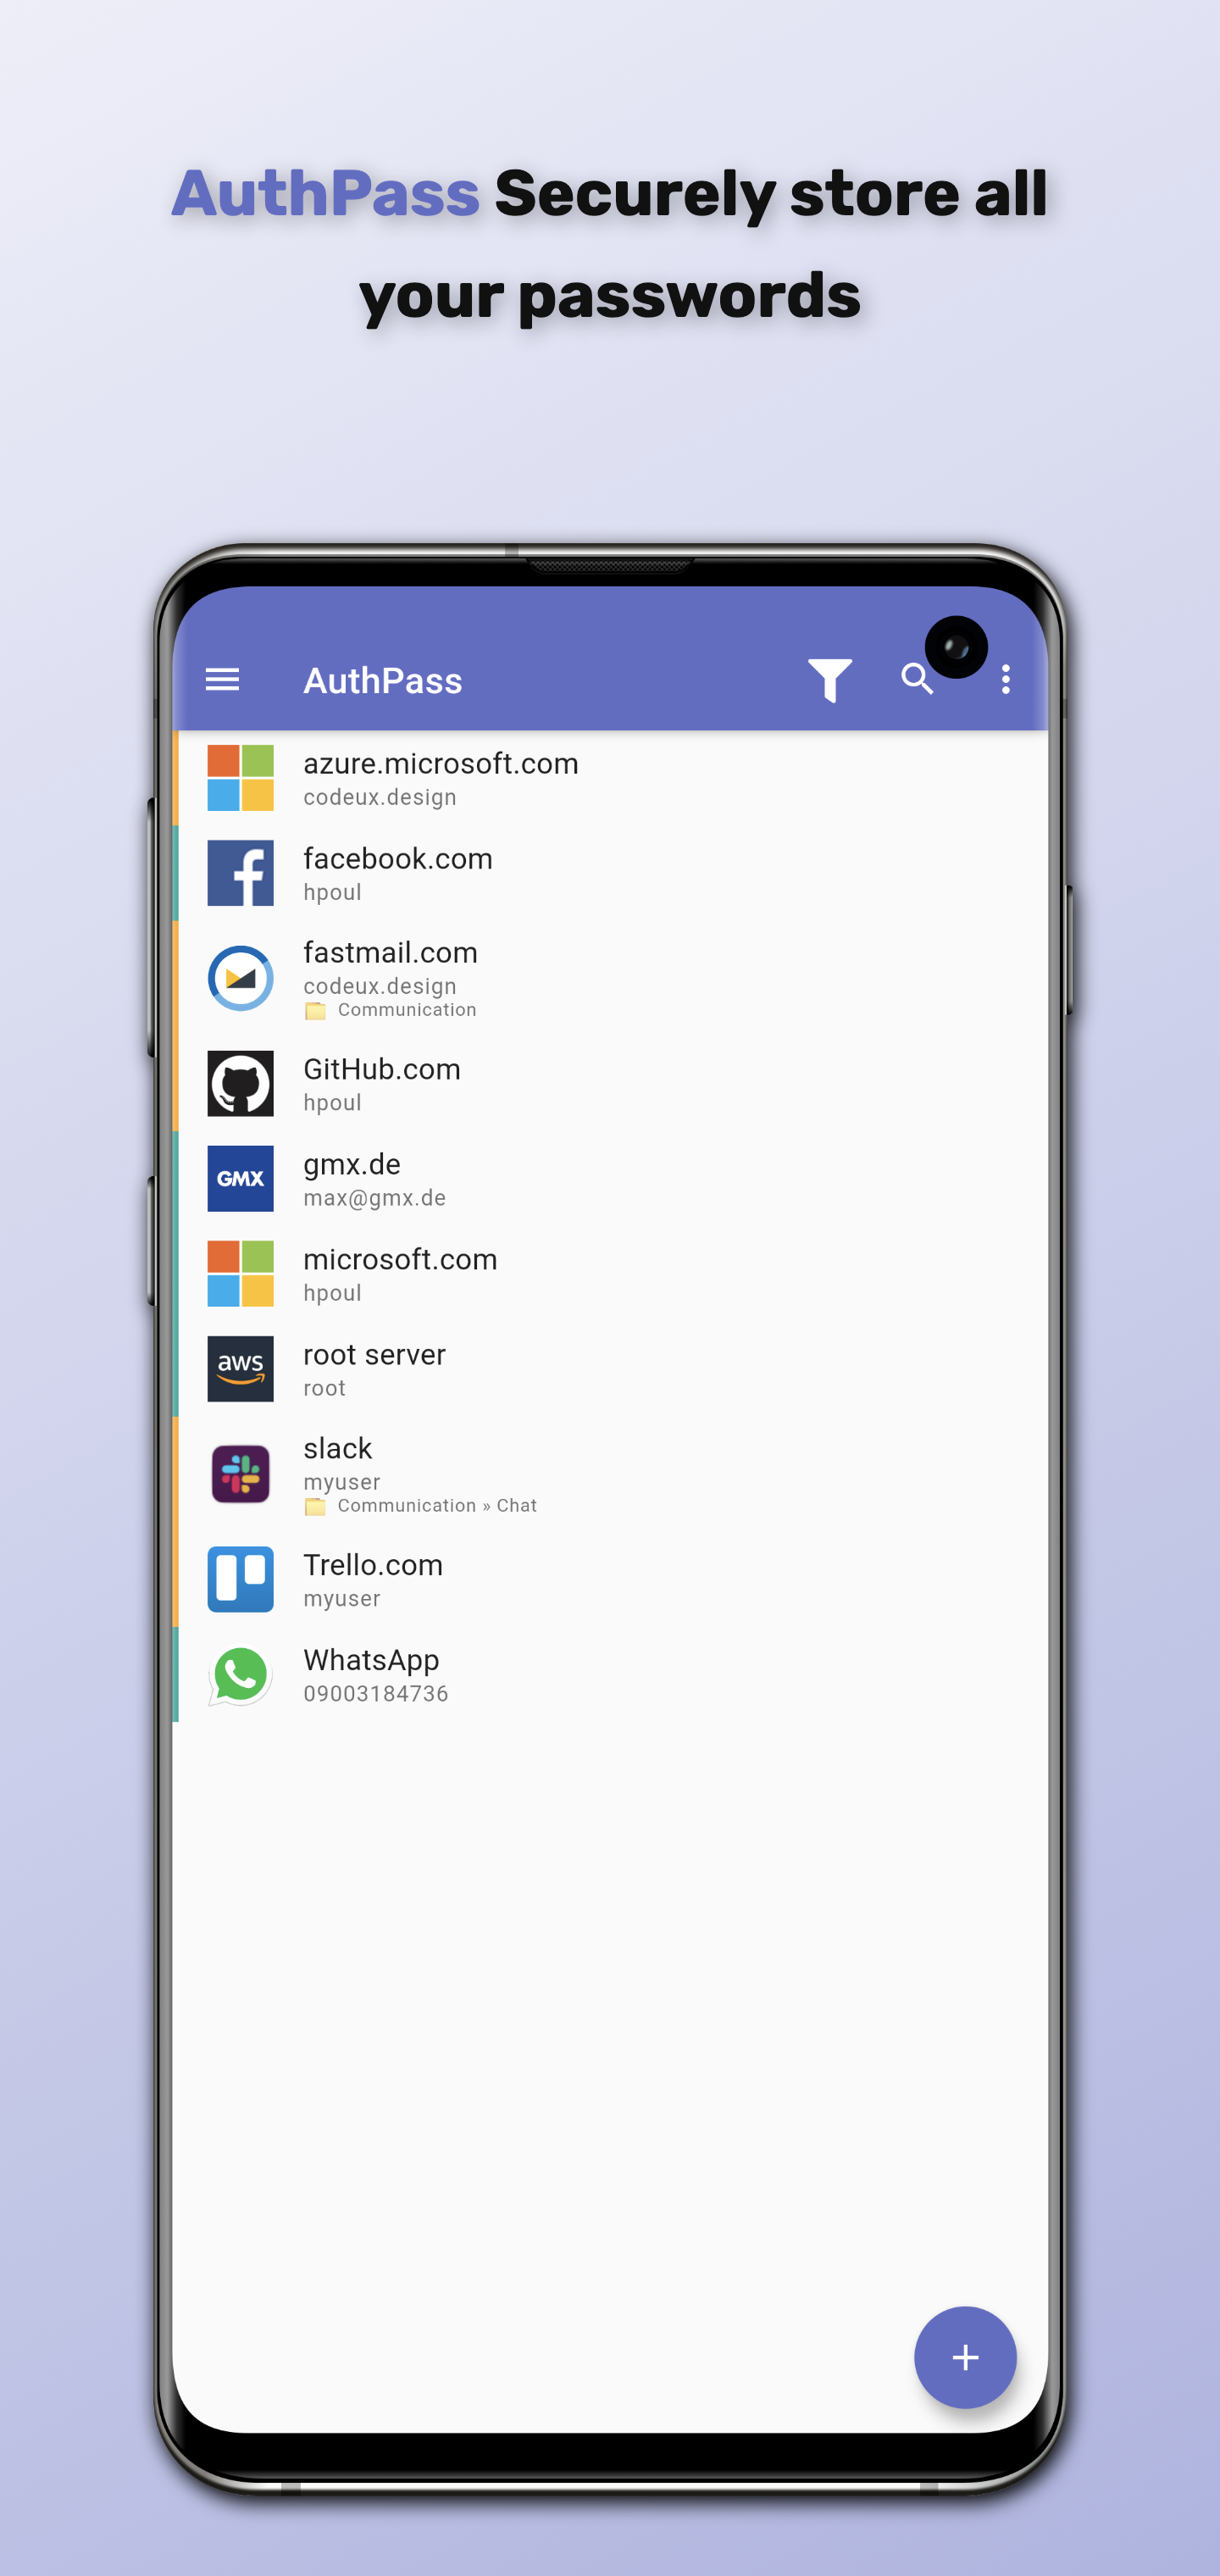 AuthPass Securely store all
your passwords
AuthPass
azure.microsoft.com
codeux.design
facebook.com
hpoul
fastmail.com
codeux.design
Communication
GitHub.com
hpoul
GMX
gmx.de
max@gmx.de
microsoft.com
hpoul
aws
root server
root
slack
myuser
Communication » Chat
Trello.com
myuser
WhatsApp
09003184736